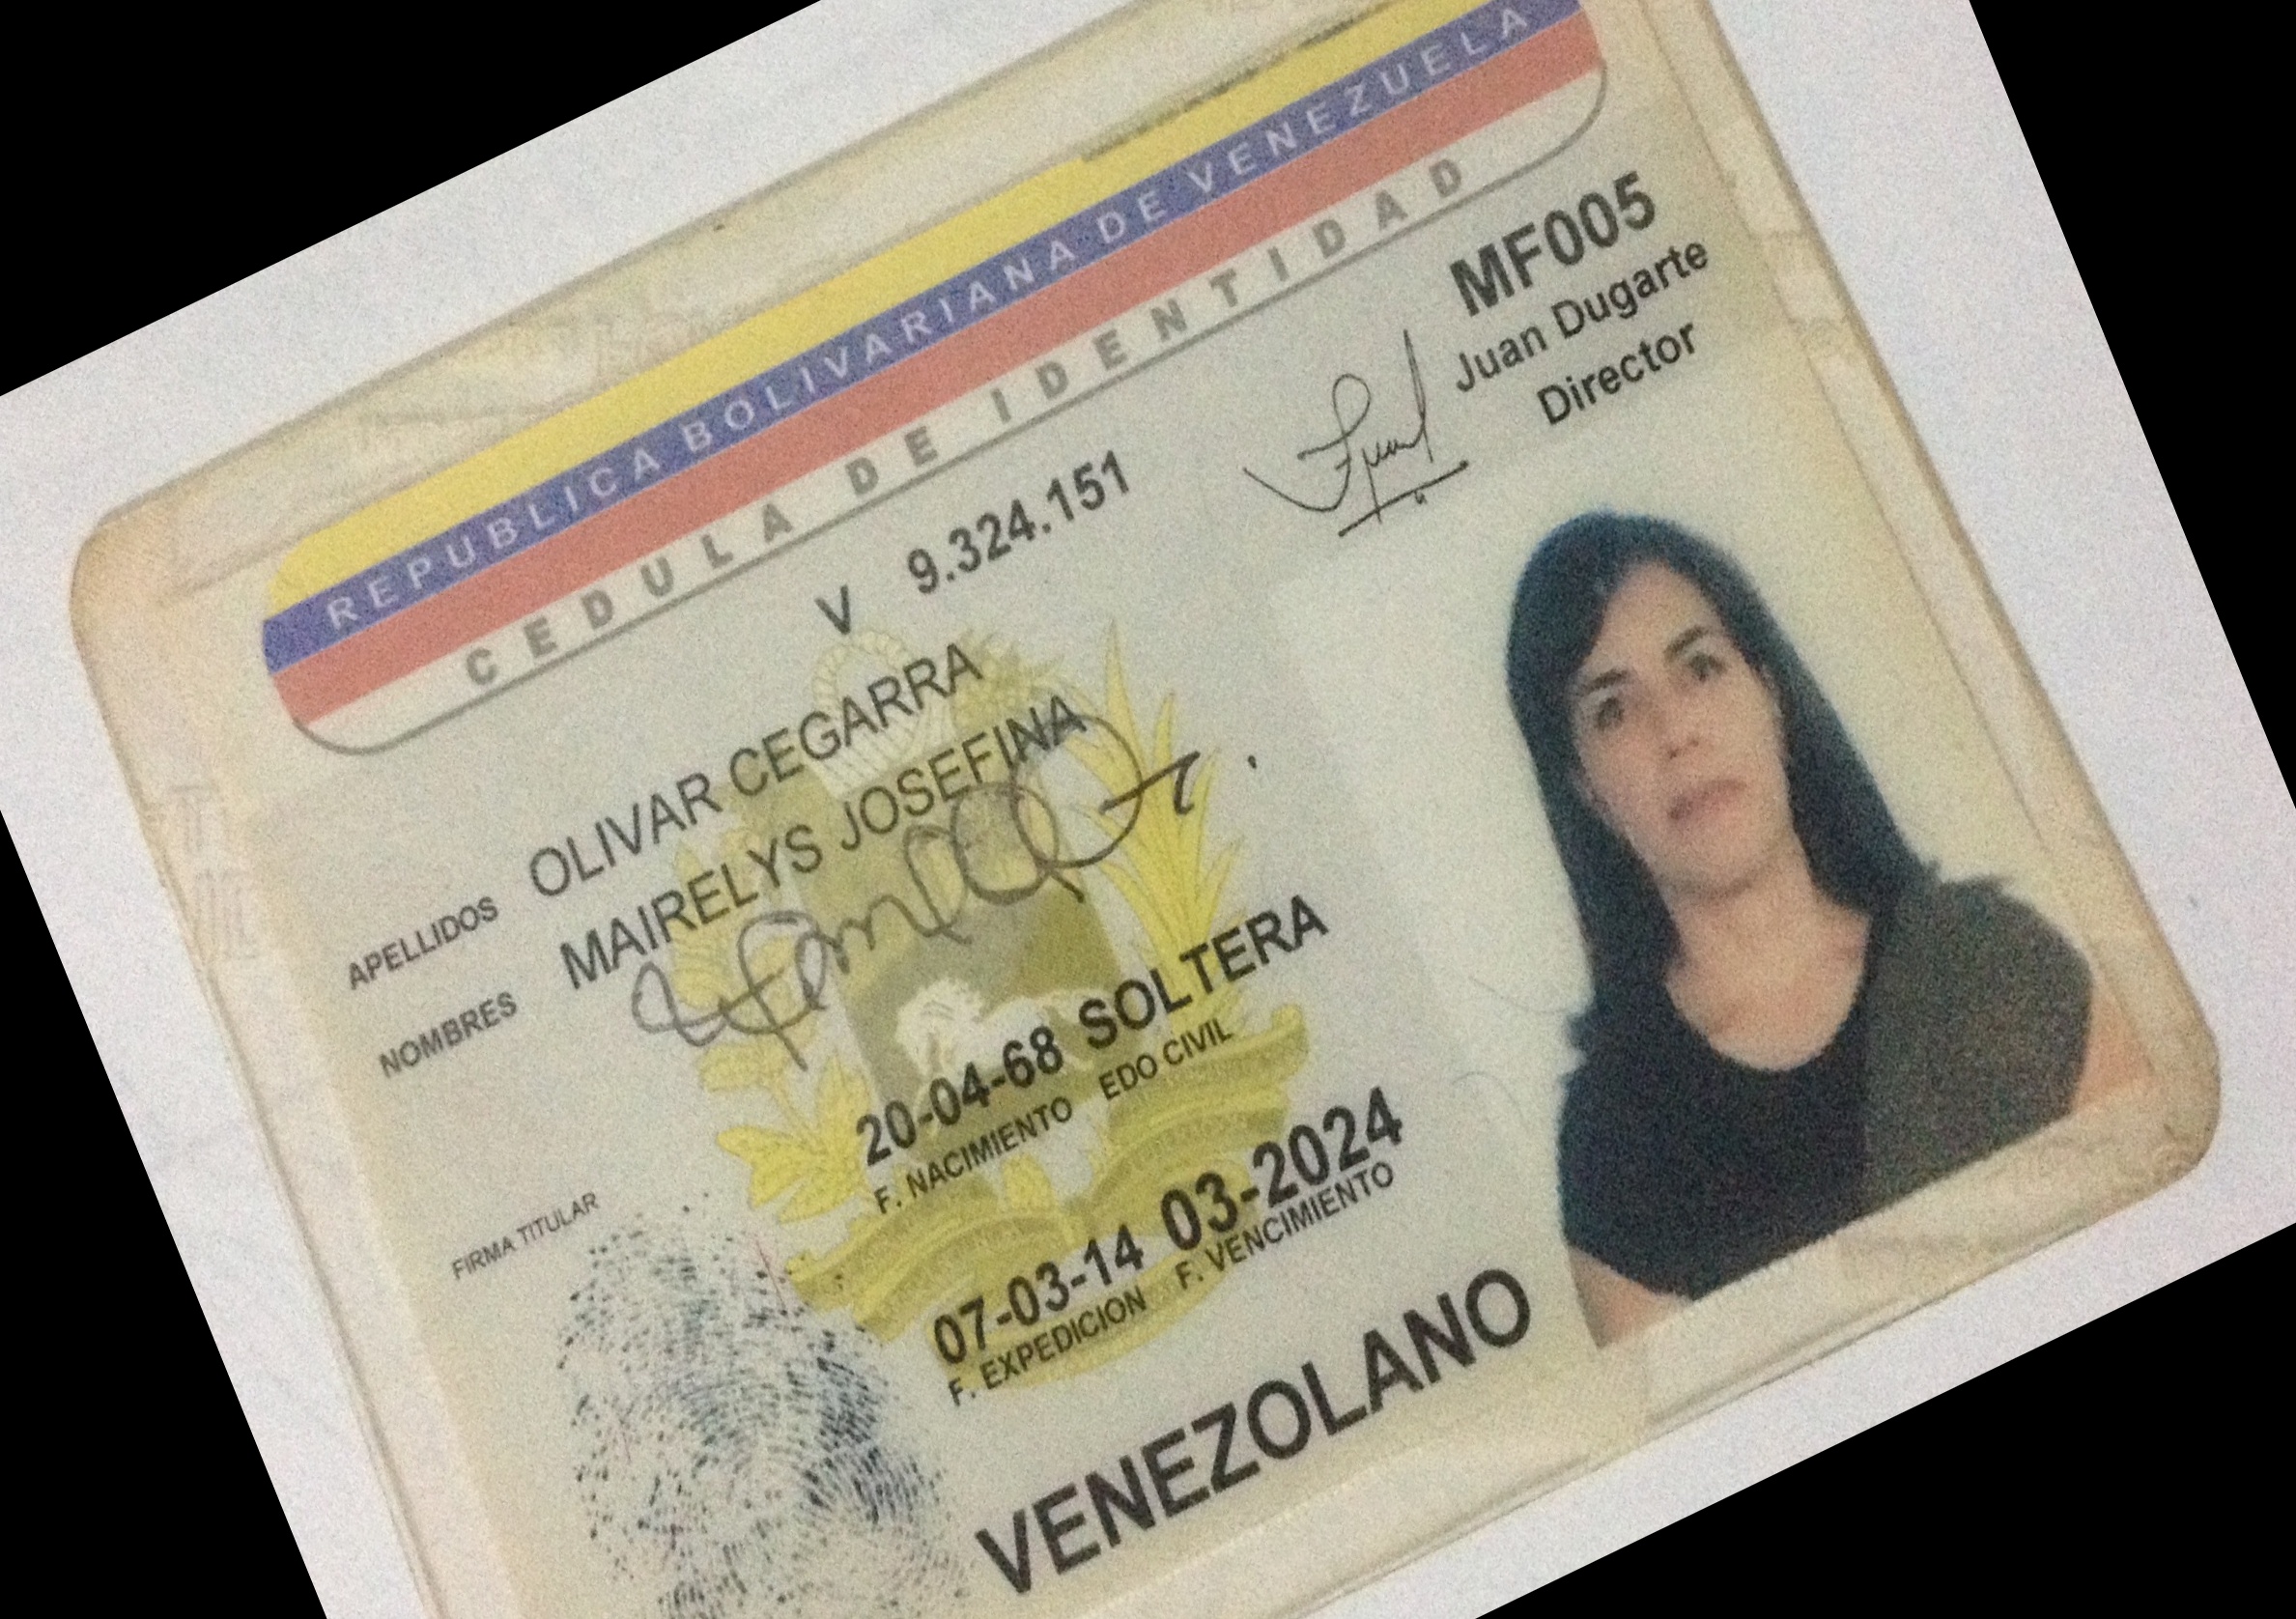 REPUBLICA BOLIVARIANA DE VENEZUELA
CEDULA DE IDENTIDAD
MF005
Juan Dugarte
Director
V 9.324.151
APELLIDOS OLIVAR CEGARRA
NOMBRES MAIRELYS JOSEFINA
20-04-68 SOLTERA
F. NACIMIENTO EDO CIVIL
FIRMA TITULAR
07-03-14 03-2024
F. EXPEDICION F. VENCIMIENTO
VENEZOLANO